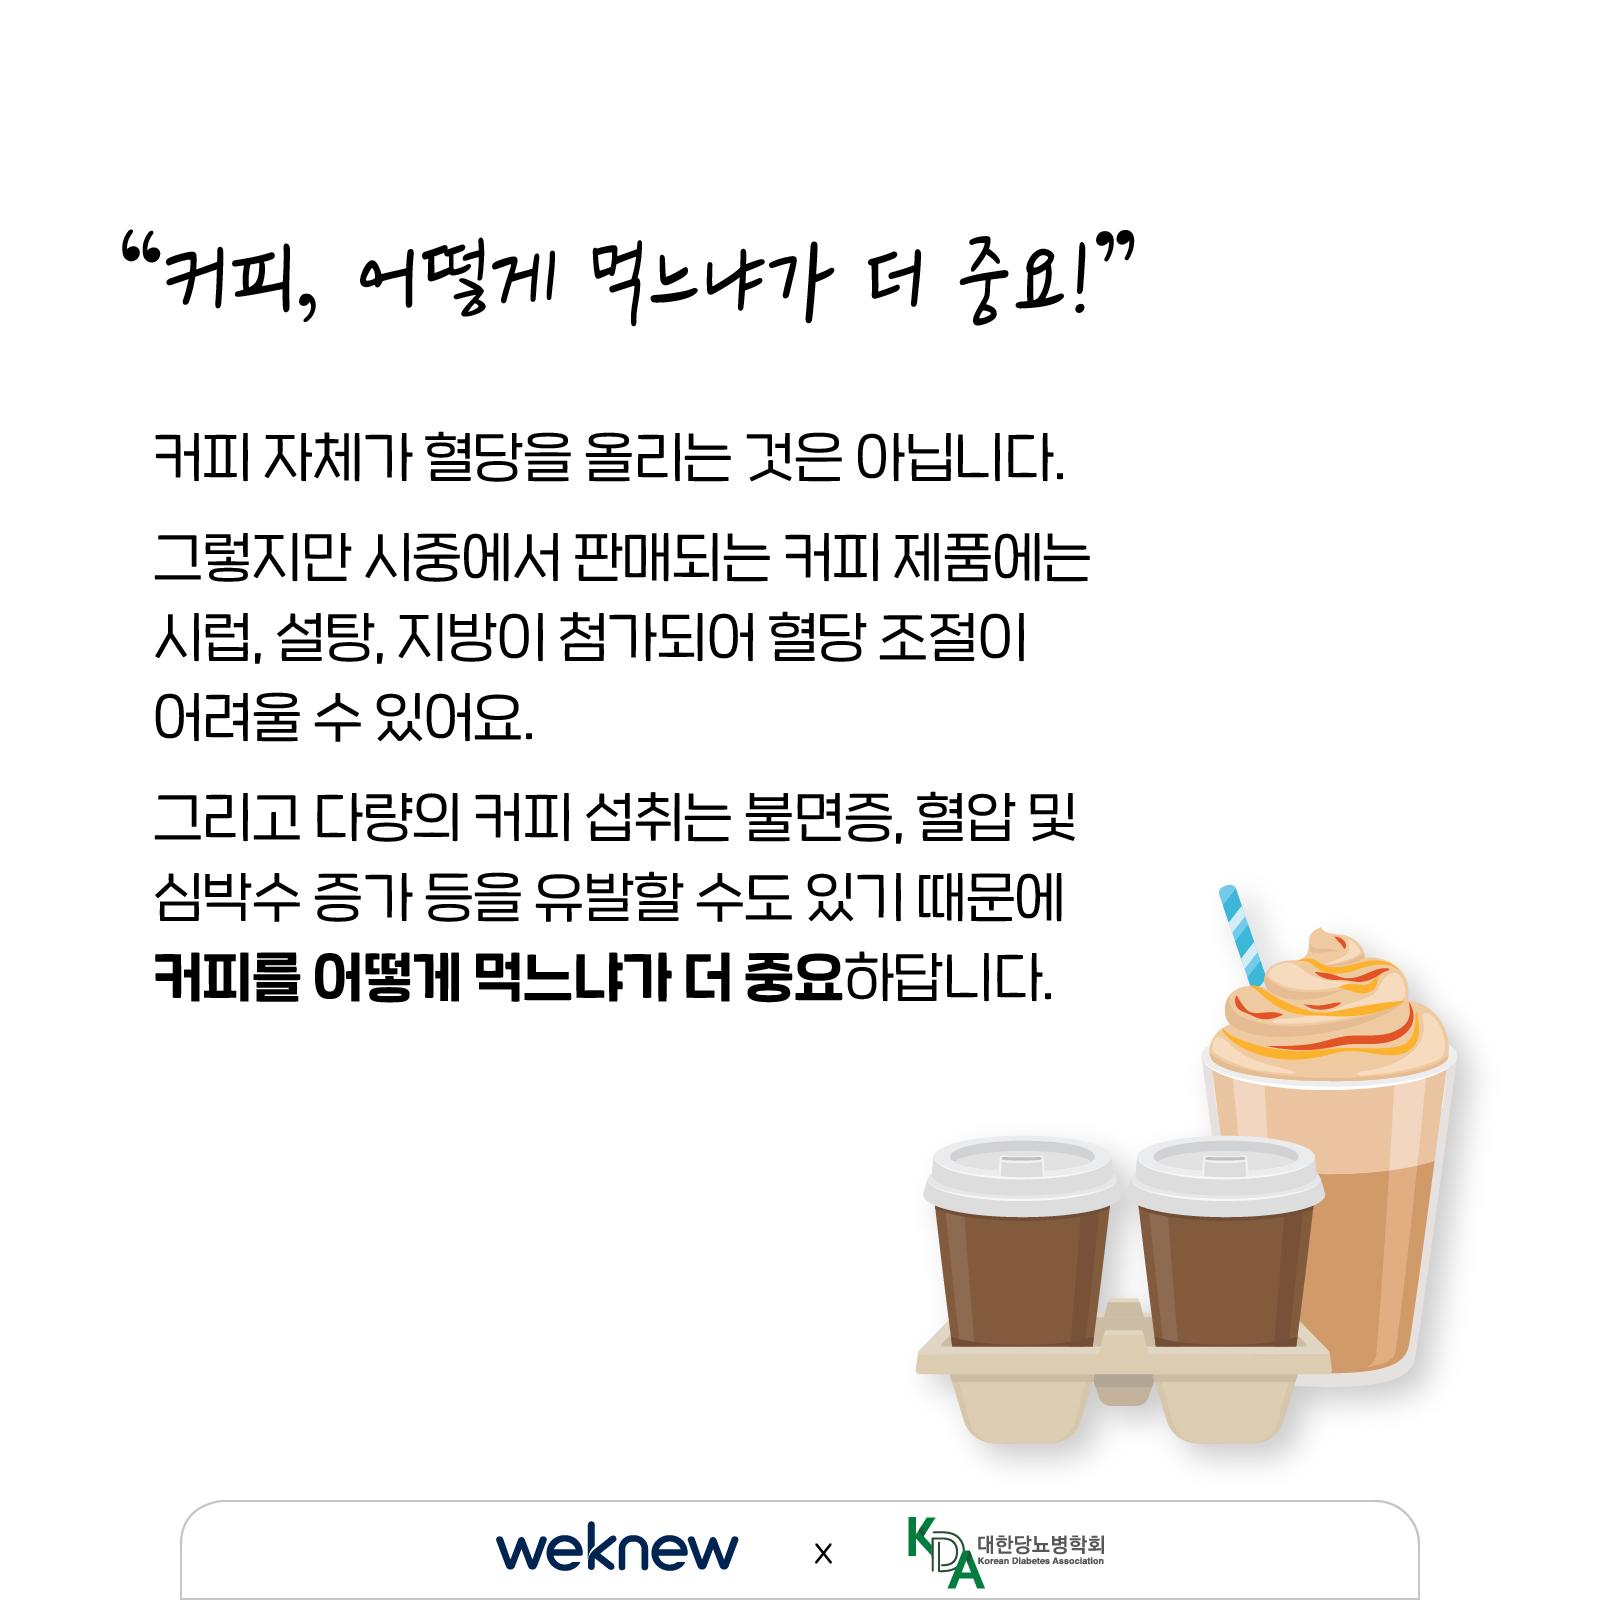 “커피, 어떻게 먹느냐가 더 중요!”
커피 자체가 혈당을 올리는 것은 아닙니다.
그렇지만 시중에서 판매되는 커피 제품에는
시럽, 설탕, 지방이 첨가되어 혈당 조절이
어려울 수 있어요.
그리고 다량의 커피 섭취는 불면증, 혈압 및
심박수 증가 등을 유발할 수도 있기 때문에
커피를 어떻게 먹느냐가 더 중요하답니다.
weknew x KDA 대한당뇨병학회
Korean Diabetes Association